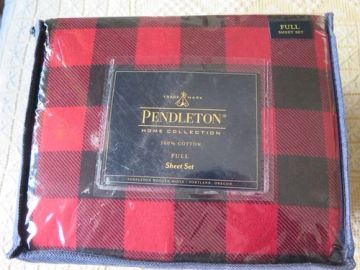 FULL
SHEET SET
TRADE MARK
PENDLETON®
HOME COLLECTION
100% COTTON
FULL
Sheet Set
PENDLETON WOOLEN MILLS / PORTLAND, OREGON